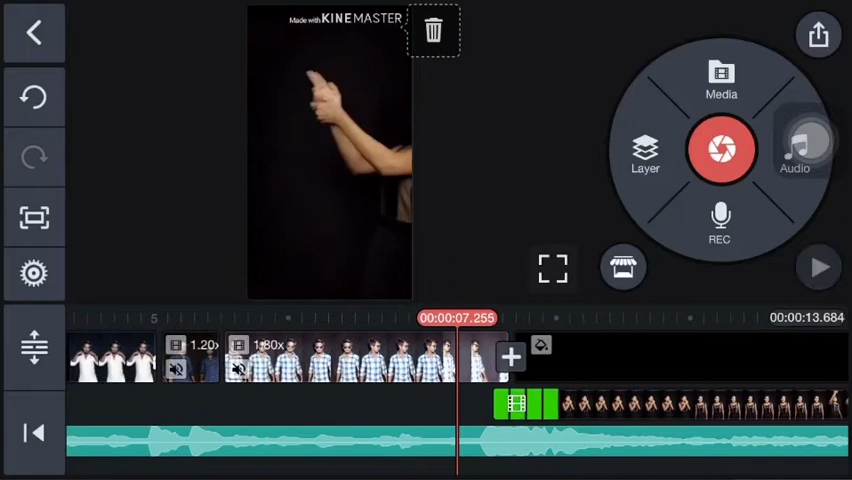 Made with KINEMASTER
Media
Layer
Audio
REC
00:00:07.255
5
00:00:13.684
1.20x
1.80x